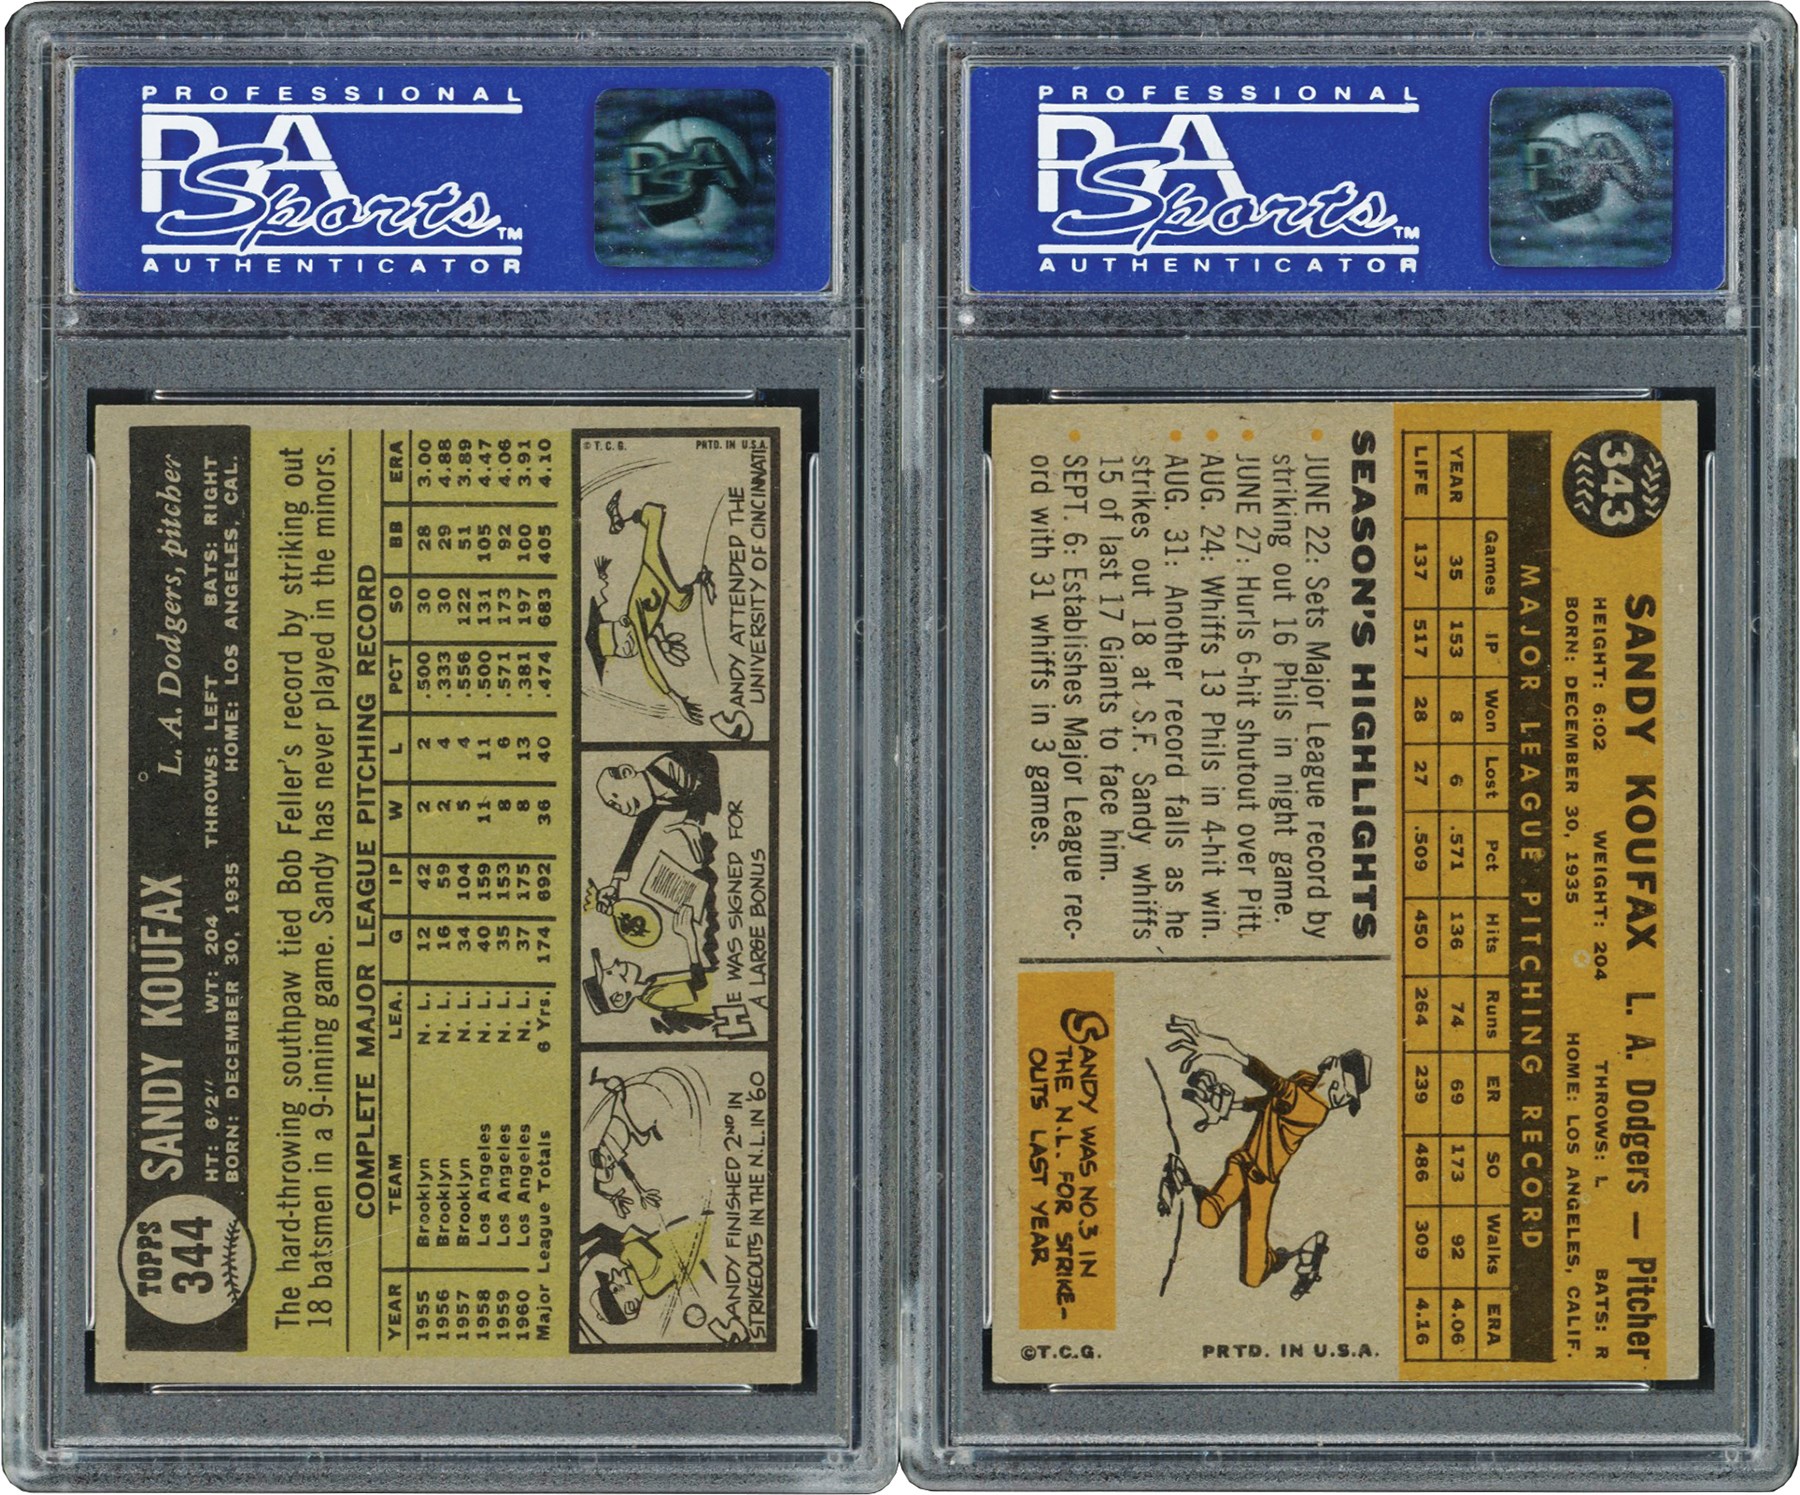 PROFESSIONAL
PSA
Sports™
AUTHENTICATOR
PSA
TOPPS
344
SANDY KOUFAX L. A. Dodgers, pitcher
HT: 6'2" WT: 204 THROWS: LEFT BATS: RIGHT
BORN: DECEMBER 30, 1935 HOME: LOS ANGELES, CAL.
The hard-throwing southpaw tied Bob Feller's record by striking out
18 batsmen in a 9-inning game. Sandy has never played in the minors.
COMPLETE MAJOR LEAGUE PITCHING RECORD
YEAR TEAM LEA. G IP W L PCT SO BB ERA
1955 Brooklyn N. L. 12 42 2 2 .500 30 28 3.00
1956 Brooklyn N. L. 16 59 2 4 .333 30 29 4.88
1957 Brooklyn N. L. 34 104 5 4 .556 122 51 3.89
1958 Los Angeles N. L. 40 159 11 11 .500 131 105 4.47
1959 Los Angeles N. L. 35 153 8 6 .571 173 92 4.06
1960 Los Angeles N. L. 37 175 8 13 .381 197 100 3.91
Major League Totals 6 Yrs. 174 692 36 40 .474 683 405 4.10
SANDY FINISHED 2ND IN
STRIKEOUTS IN THE N.L. IN '60
$
HE WAS SIGNED FOR
A LARGE BONUS
© T. C. G. PRTD. IN U.S.A.
C
SANDY ATTENDED THE
UNIVERSITY OF CINCINNATI
PROFESSIONAL
PSA
Sports™
AUTHENTICATOR
PSA
343
SANDY KOUFAX L. A. Dodgers — Pitcher
HEIGHT: 6:02 WEIGHT: 204 THROWS: L BATS: R
BORN: DECEMBER 30, 1935 HOME: LOS ANGELES, CALIF.
MAJOR LEAGUE PITCHING RECORD
Games IP Won Lost Pct Hits Runs ER SO Walks ERA
YEAR 35 153 8 6 .571 136 74 69 173 92 4.06
LIFE 137 517 28 27 .509 450 264 239 486 309 4.16
SEASON'S HIGHLIGHTS
• JUNE 22: Sets Major League record by
striking out 16 Phils in night game.
• JUNE 27: Hurls 6-hit shutout over Pitt.
• AUG. 24: Whiffs 13 Phils in 4-hit win.
• AUG. 31: Another record falls as he
strikes out 18 at S.F. Sandy whiffs
15 of last 17 Giants to face him.
• SEPT. 6: Establishes Major League rec-
ord with 31 whiffs in 3 games.
SANDY WAS NO. 3 IN
THE N.L. FOR STRIKE-
OUTS LAST YEAR
PRTD. IN U.S.A.
©T.C.G.